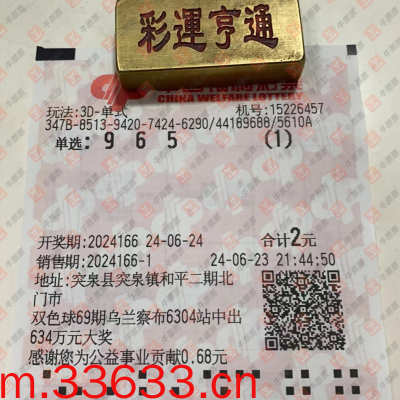 彩運亨通
CHINA WELFARE LOTTERY
玩法:3D-单式 机号:15226457
347B-8513-9420-7424-6290/44189688/5610A
单选: 9 6 5 (1)
开奖期:2024166 24-06-24 合计2元
销售期:2024166-1 24-06-23 21:44:50
地址:突泉县突泉镇和平二期北
门市
双色球69期乌兰察布6304站中出
634万元大奖
感谢您为公益事业贡献0.68元
m.33633.cn